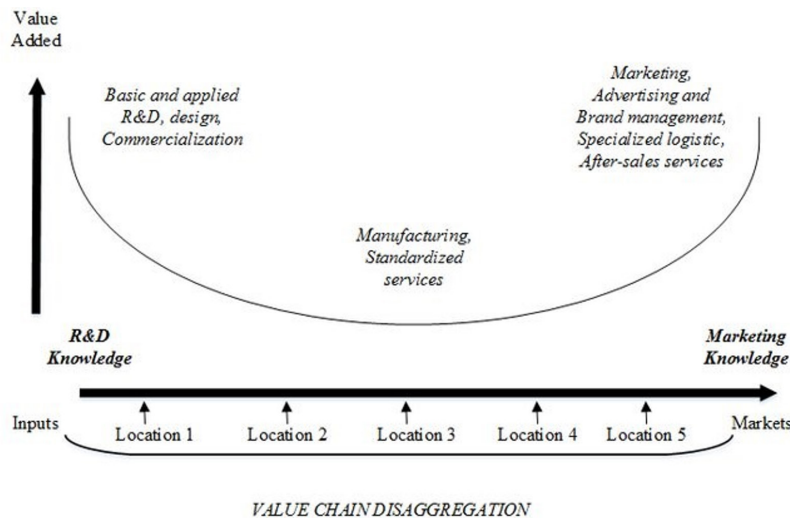 Value
Added
Basic and applied
R&D, design,
Commercialization
Marketing,
Advertising and
Brand management,
Specialized logistic,
After-sales services
Manufacturing,
Standardized
services
R&D
Knowledge
Marketing
Knowledge
Inputs
Location 1
Location 2
Location 3
Location 4
Location 5
Markets
VALUE CHAIN DISAGGREGATION